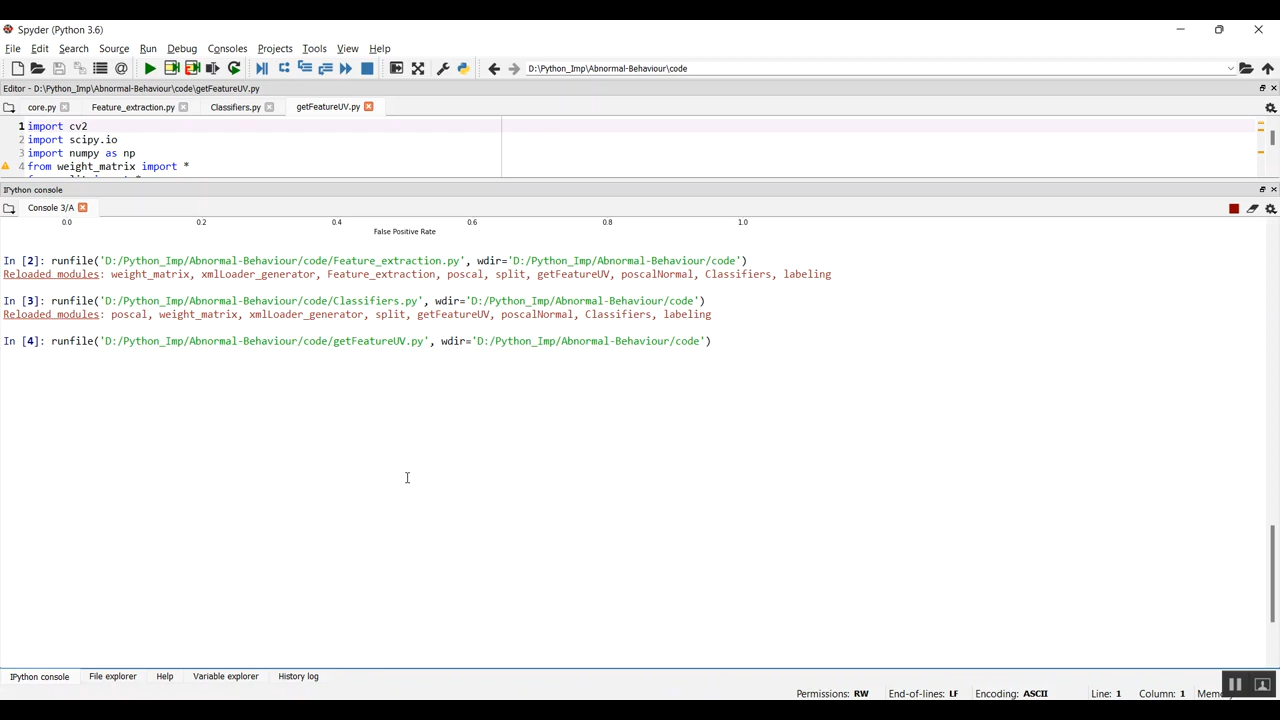 Spyder (Python 3.6)
File Edit Search Source Run Debug Consoles Projects Tools View Help
D:\Python_Imp\Abnormal-Behaviour\code
Editor - D:\Python_Imp\Abnormal-Behaviour\code\getFeatureUV.py
core.py Feature_extraction.py Classifiers.py getFeatureUV.py
1 import cv2
2 import scipy.io
3 import numpy as np
4 from weight_matrix import *
IPython console
Console 3/A
0.0 0.2 0.4 0.6 0.8 1.0
False Positive Rate
In [2]: runfile('D:/Python_Imp/Abnormal-Behaviour/code/Feature_extraction.py', wdir='D:/Python_Imp/Abnormal-Behaviour/code')
Reloaded modules: weight_matrix, xmlLoader_generator, Feature_extraction, poscal, split, getFeatureUV, poscalNormal, Classifiers, labeling
In [3]: runfile('D:/Python_Imp/Abnormal-Behaviour/code/Classifiers.py', wdir='D:/Python_Imp/Abnormal-Behaviour/code')
Reloaded modules: poscal, weight_matrix, xmlLoader_generator, split, getFeatureUV, poscalNormal, Classifiers, labeling
In [4]: runfile('D:/Python_Imp/Abnormal-Behaviour/code/getFeatureUV.py', wdir='D:/Python_Imp/Abnormal-Behaviour/code')
IPython console File explorer Help Variable explorer History log
Permissions: RW End-of-lines: LF Encoding: ASCII Line: 1 Column: 1